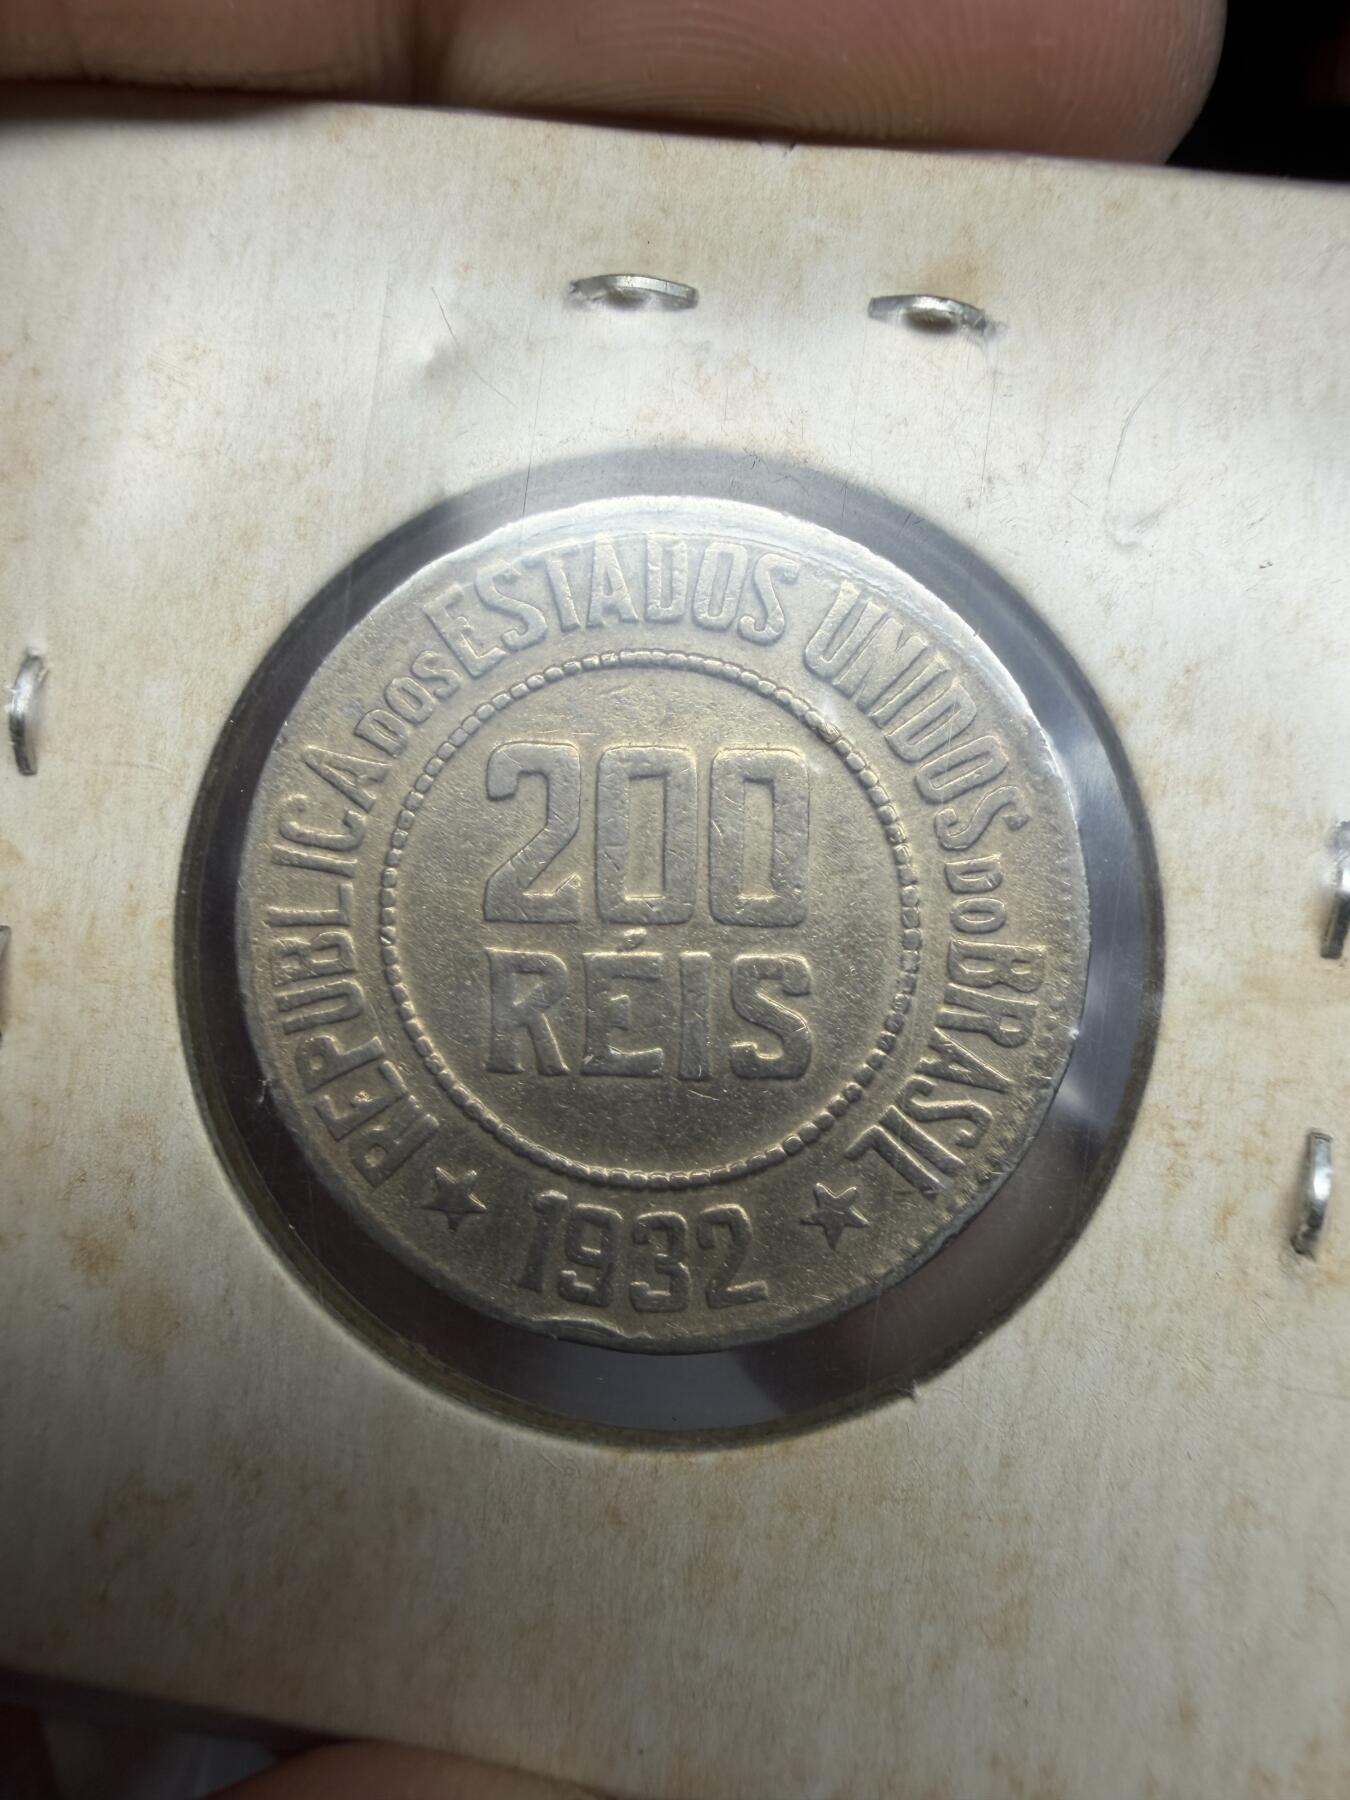 REPUBLICA DOS ESTADOS UNIDOS DO BRASIL
200
RÉIS
★ 1932 ★